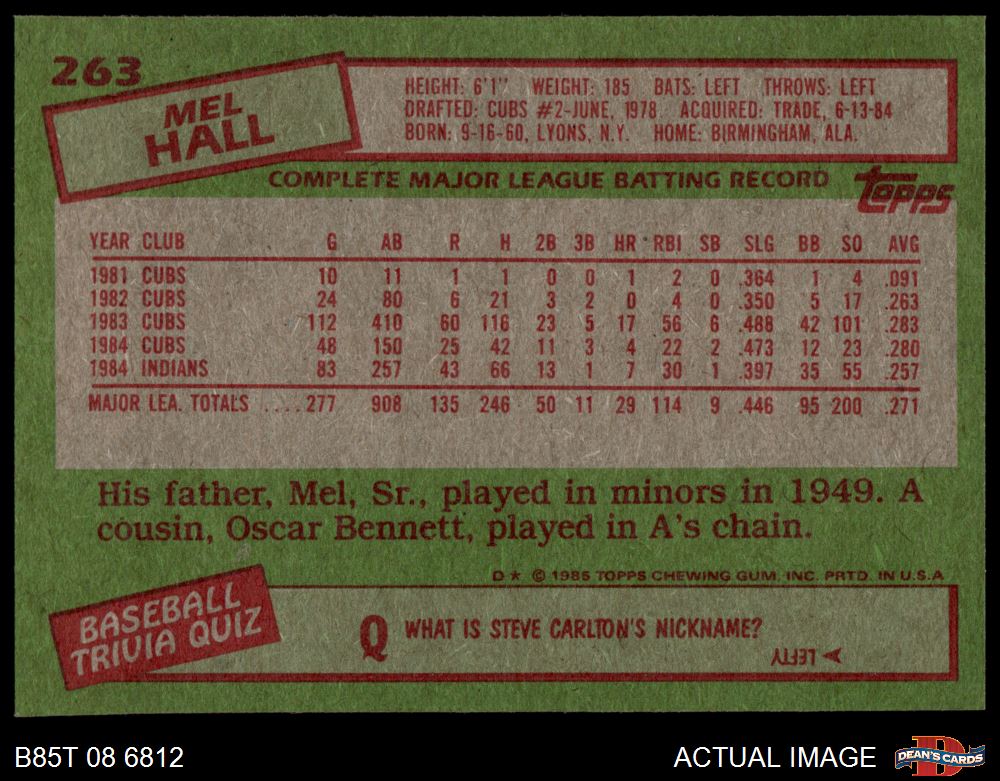 263
MEL
HALL
HEIGHT: 6'1" WEIGHT: 185 BATS: LEFT THROWS: LEFT
DRAFTED: CUBS #2-JUNE, 1978 ACQUIRED: TRADE, 6-13-84
BORN: 9-16-60, LYONS, N.Y. HOME: BIRMINGHAM, ALA.
COMPLETE MAJOR LEAGUE BATTING RECORD
Topps
YEAR CLUB G AB R H 2B 3B HR RBI SB SLG BB SO AVG
1981 CUBS 10 11 1 1 0 0 1 2 0 .364 1 4 .091
1982 CUBS 24 80 6 21 3 2 0 4 0 .350 5 17 .263
1983 CUBS 112 410 60 116 23 5 17 56 6 .488 42 101 .283
1984 CUBS 48 150 25 42 11 3 4 22 2 .473 12 23 .280
1984 INDIANS 83 257 43 66 13 1 7 30 1 .397 35 55 .257
MAJOR LEA. TOTALS ....277 908 135 246 50 11 29 114 9 .446 95 200 .271
His father, Mel, Sr., played in minors in 1949. A
cousin, Oscar Bennett, played in A's chain.
D* © 1985 TOPPS CHEWING GUM, INC. PRTD. IN U.S.A
BASEBALL
TRIVIA QUIZ
Q WHAT IS STEVE CARLTON'S NICKNAME?
A LEFTY
B85T 08 6812
ACTUAL IMAGE
D
DEAN'S CARDS